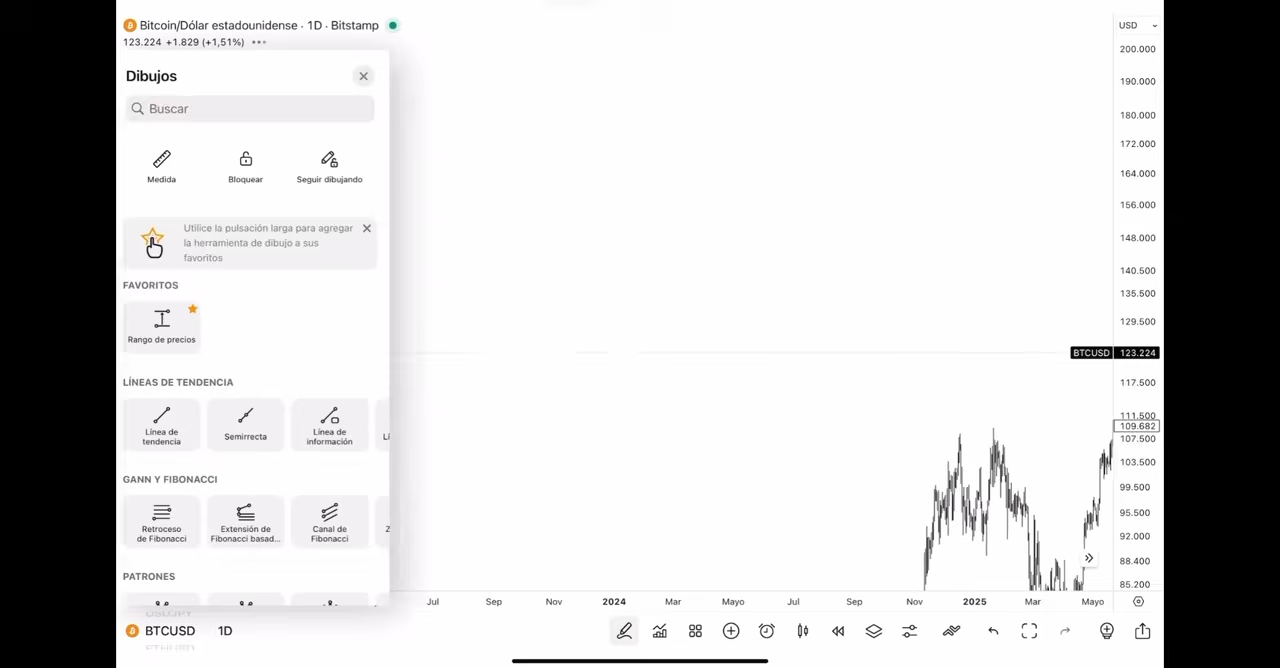 Bitcoin/Dólar estadounidense · 1D · Bitstamp
123.224 +1.829 (+1,51%) •••
Dibujos
Buscar
Medida
Bloquear
Seguir dibujando
Utilice la pulsación larga para agregar
la herramienta de dibujo a sus
favoritos
FAVORITOS
Rango de precios
LÍNEAS DE TENDENCIA
Línea de
tendencia
Semirrecta
Línea de
información
Lí
GANN Y FIBONACCI
Retroceso
de Fibonacci
Extensión de
Fibonacci basad...
Canal de
Fibonacci
Z
PATRONES
BTCUSD 1D
USD
200.000
190.000
180.000
172.000
164.000
156.000
148.000
140.500
135.500
129.500
BTCUSD 123.224
117.500
111.500
109.682
107.500
103.500
99.500
95.500
92.000
88.400
85.200
Jul Sep Nov 2024 Mar Mayo Jul Sep Nov 2025 Mar Mayo